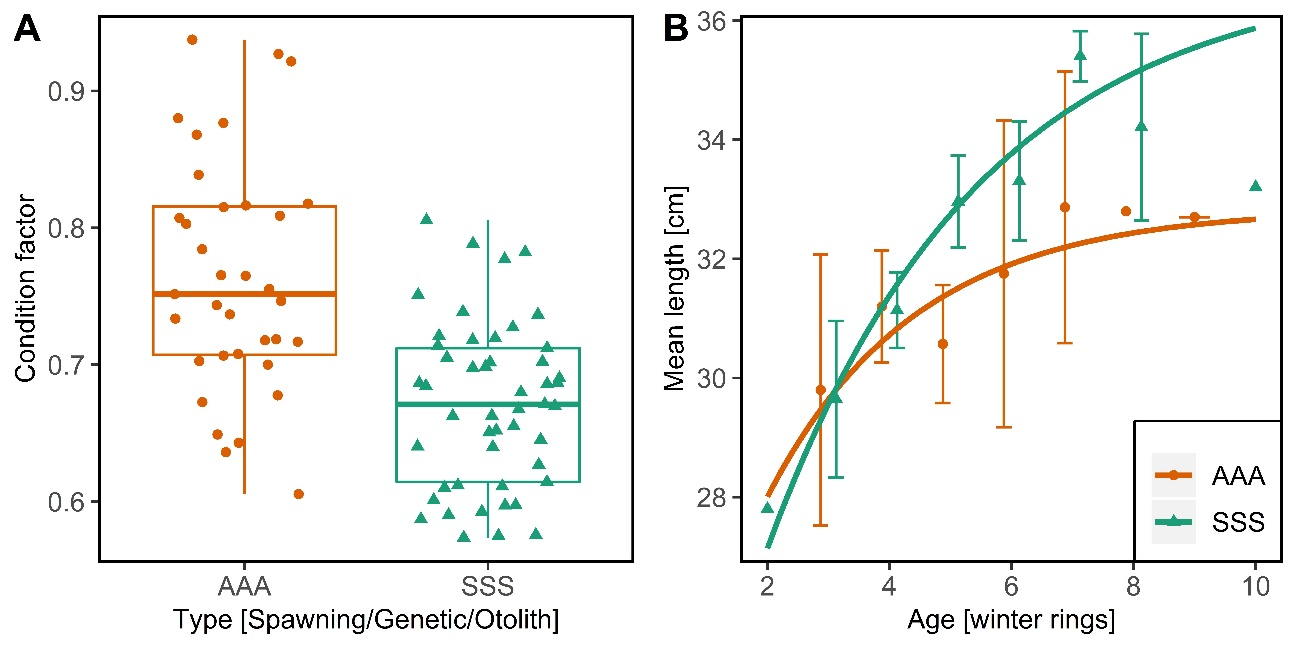 A
Condition factor
0.9
0.8
0.7
0.6
AAA
SSS
Type [Spawning/Genetic/Otolith]
B
Mean length [cm]
36
34
32
30
28
2
4
6
8
10
Age [winter rings]
AAA
SSS